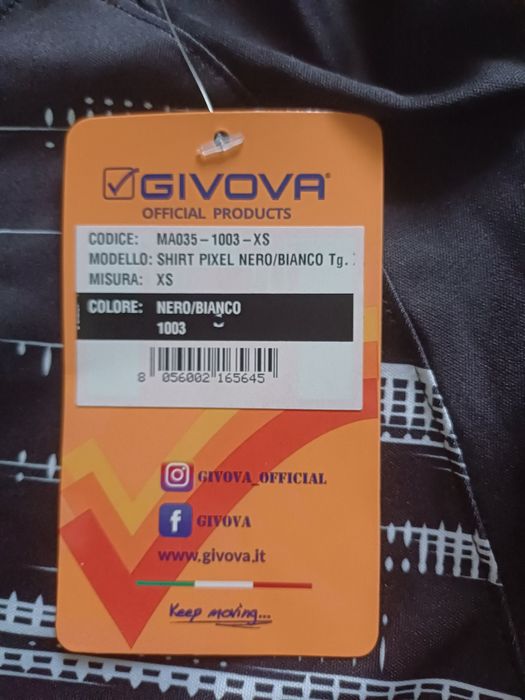 GIVOVA®
OFFICIAL PRODUCTS
CODICE: MA035-1003-XS
MODELLO: SHIRT PIXEL NERO/BIANCO Tg.
MISURA: XS
COLORE: NERO/BIANCO
1003
8 056002 165645
GIVOVA_OFFICIAL
f GIVOVA
www.givova.it
Keep moving...